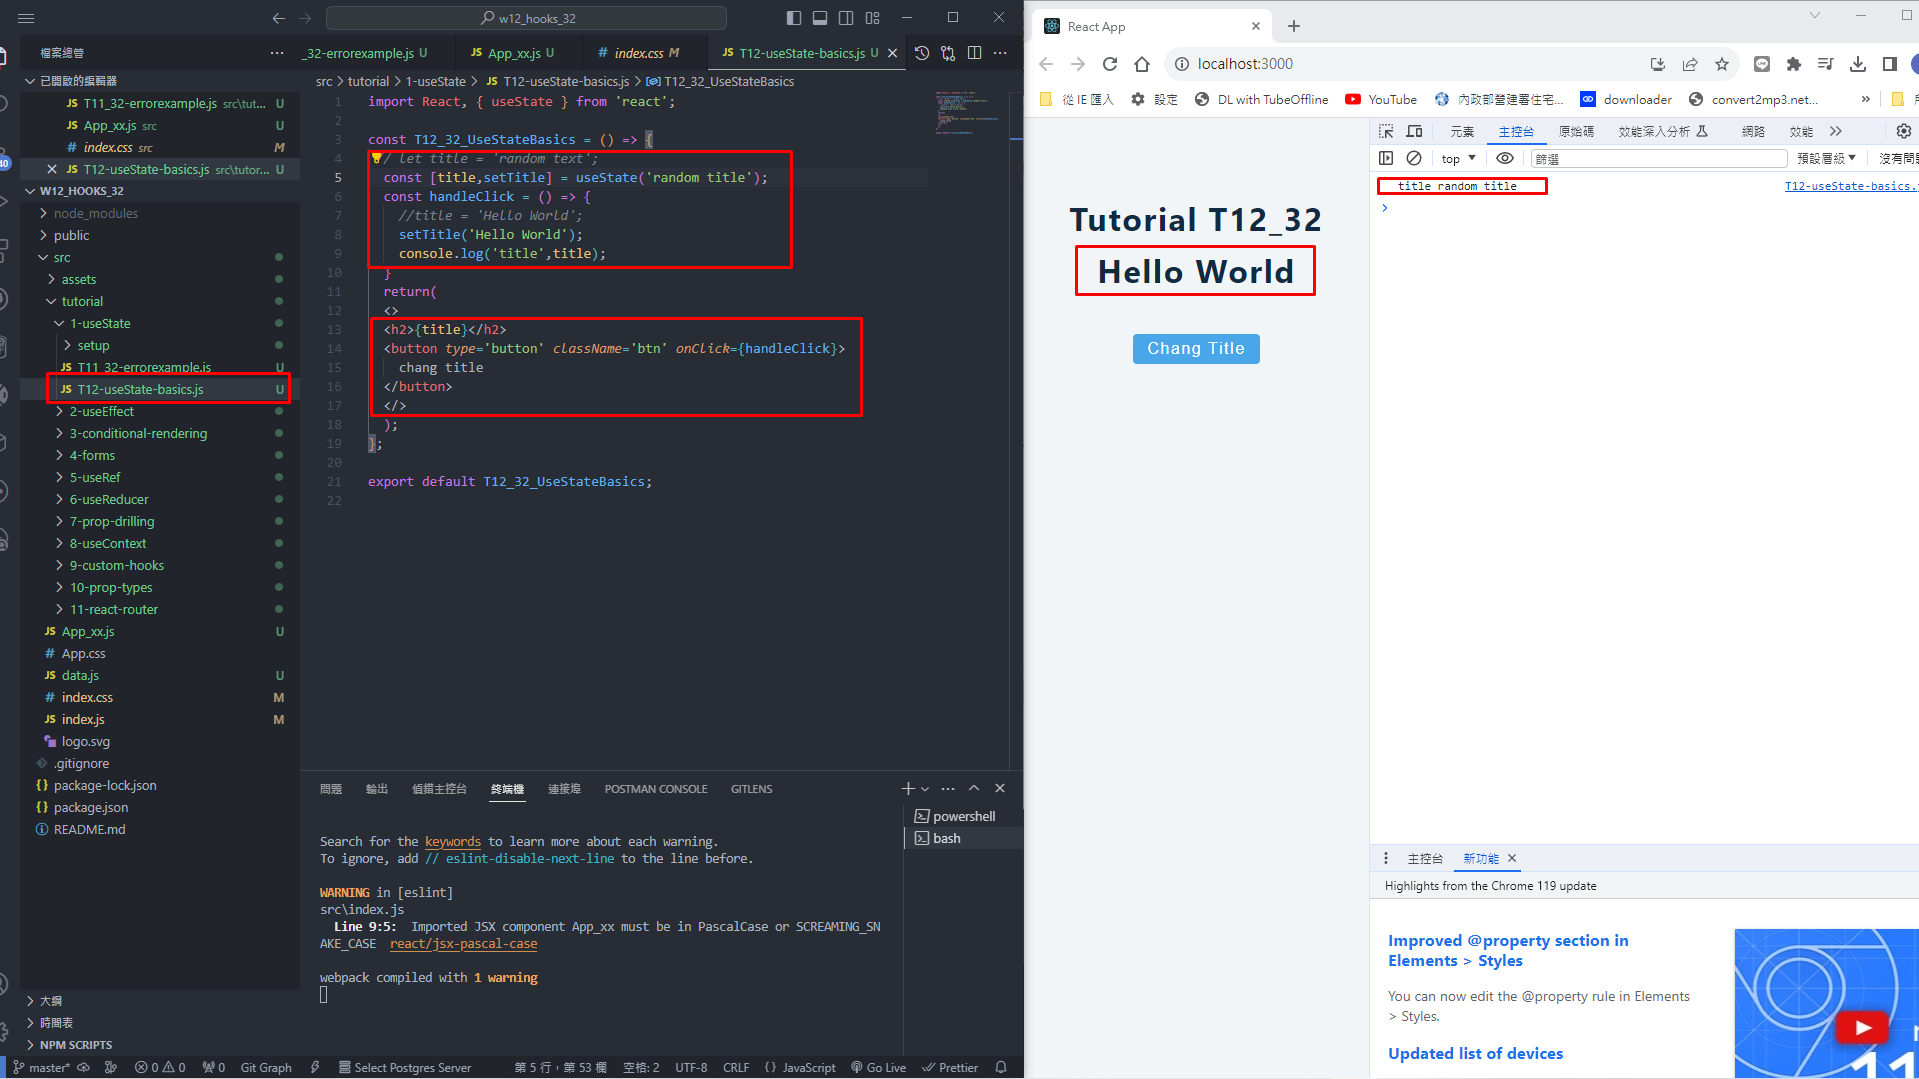 w12_hooks_32
檔案總管
已開啟的編輯器
JS T11_32-errorexample.js src\tut... U
JS App_xx.js src U
# index.css src M
JS T12-useState-basics.js src\tutor... U
W12_HOOKS_32
node_modules
public
src
assets
tutorial
1-useState
setup
JS T11_32-errorexample.js U
JS T12-useState-basics.js U
2-useEffect
3-conditional-rendering
4-forms
5-useRef
6-useReducer
7-prop-drilling
8-useContext
9-custom-hooks
10-prop-types
11-react-router
JS App_xx.js U
# App.css
JS data.js U
# index.css M
JS index.js M
logo.svg
.gitignore
{} package-lock.json
{} package.json
README.md
大綱
時間表
NPM SCRIPTS
_32-errorexample.js U
JS App_xx.js U
# index.css M
JS T12-useState-basics.js U
src > tutorial > 1-useState > JS T12-useState-basics.js > T12_32_UseStateBasics
1 import React, { useState } from 'react';
2
3 const T12_32_UseStateBasics = () => {
4 / let title = 'random text';
5 const [title,setTitle] = useState('random title');
6 const handleClick = () => {
7 //title = 'Hello World';
8 setTitle('Hello World');
9 console.log('title',title);
10 }
11 return(
12 <>
13 <h2>{title}</h2>
14 <button type='button' className='btn' onClick={handleClick}>
15 chang title
16 </button>
17 </>
18 );
19 };
20
21 export default T12_32_UseStateBasics;
22
問題 輸出 偵錯主控台 終端機 連接埠 POSTMAN CONSOLE GITLENS
powershell
bash
Search for the keywords to learn more about each warning.
To ignore, add // eslint-disable-next-line to the line before.
WARNING in [eslint]
src\index.js
Line 9:5: Imported JSX component App_xx must be in PascalCase or SCREAMING_SN
AKE_CASE react/jsx-pascal-case
webpack compiled with 1 warning
master* 0 0 0 Git Graph Select Postgres Server 第 5 行，第 53 欄 空格: 2 UTF-8 CRLF {} JavaScript Go Live Prettier
React App
localhost:3000
從 IE 匯入 設定 DL with TubeOffline YouTube 內政部營建署住宅... downloader convert2mp3.net... »
Tutorial T12_32
Hello World
Chang Title
元素 主控台 原始碼 效能深入分析 網路 效能 »
top 篩選 預設層級 沒有問
title random title T12-useState-basics.
主控台 新功能
Highlights from the Chrome 119 update
Improved @property section in
Elements > Styles
You can now edit the @property rule in Elements
> Styles.
Updated list of devices
11